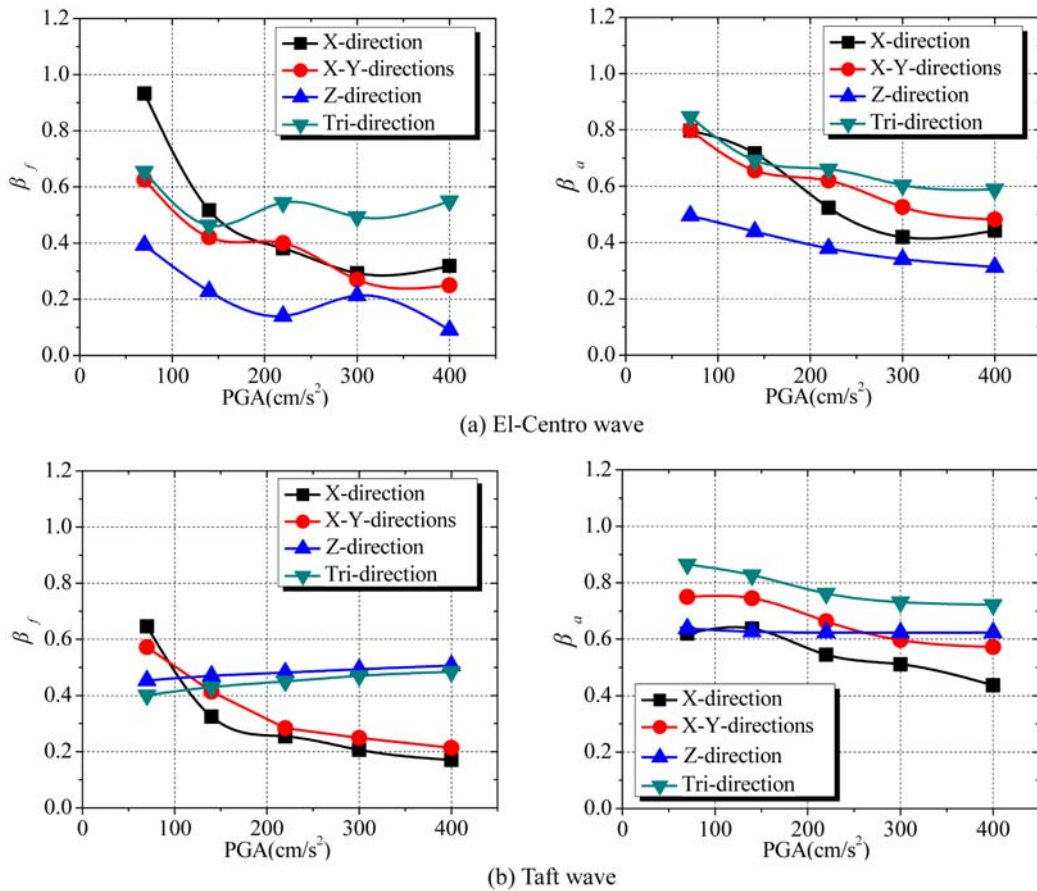 1.2
1.0
0.8
0.6
0.4
0.2
0.0
β f
X-direction
X-Y-directions
Z-direction
Tri-direction
0 100 200 300 400
PGA(cm/s²)
1.2
1.0
0.8
0.6
0.4
0.2
0.0
β a
X-direction
X-Y-directions
Z-direction
Tri-direction
0 100 200 300 400
PGA(cm/s²)
(a) El-Centro wave
1.2
1.0
0.8
0.6
0.4
0.2
0.0
β f
X-direction
X-Y-directions
Z-direction
Tri-direction
0 100 200 300 400
PGA(cm/s²)
1.2
1.0
0.8
0.6
0.4
0.2
0.0
β a
X-direction
X-Y-directions
Z-direction
Tri-direction
0 100 200 300 400
PGA(cm/s²)
(b) Taft wave